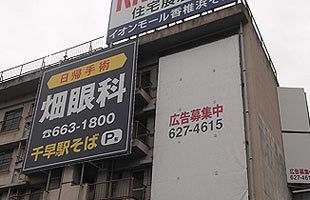 住宅展
イオンモール香椎浜そ
日帰手術
畑眼科
☎663-1800
千早駅そば P
広告募集中
627-4615
広告募集中
627-4615